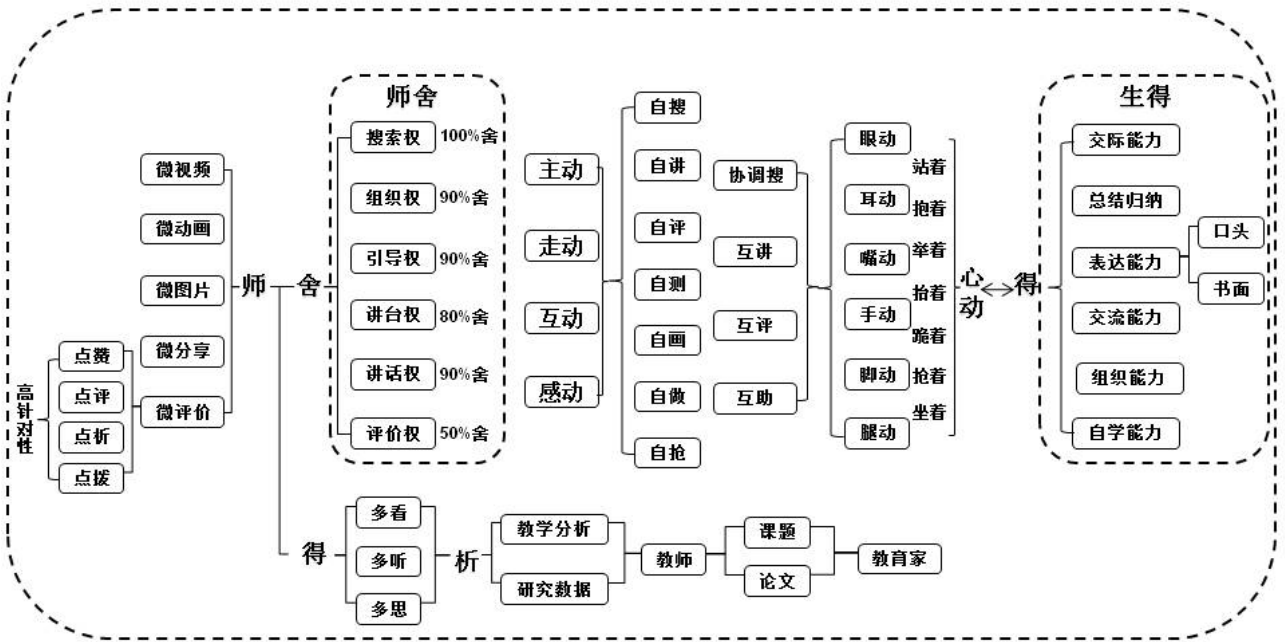 高针对性
点赞
点评
点析
点拨
微视频
微动画
微图片
微分享
微评价
师
舍
师舍
搜索权 100%舍
组织权 90%舍
引导权 90%舍
讲台权 80%舍
讲话权 90%舍
评价权 50%舍
主动
走动
互动
感动
自搜
自讲
自评
自测
自画
自做
自抢
协调搜
互讲
互评
互助
眼动
耳动
嘴动
手动
脚动
腿动
站着
抱着
举着
抬着
跪着
抢着
坐着
心动
得
生得
交际能力
总结归纳
表达能力
交流能力
组织能力
自学能力
口头
书面
得
多看
多听
多思
析
教学分析
研究数据
教师
课题
论文
教育家